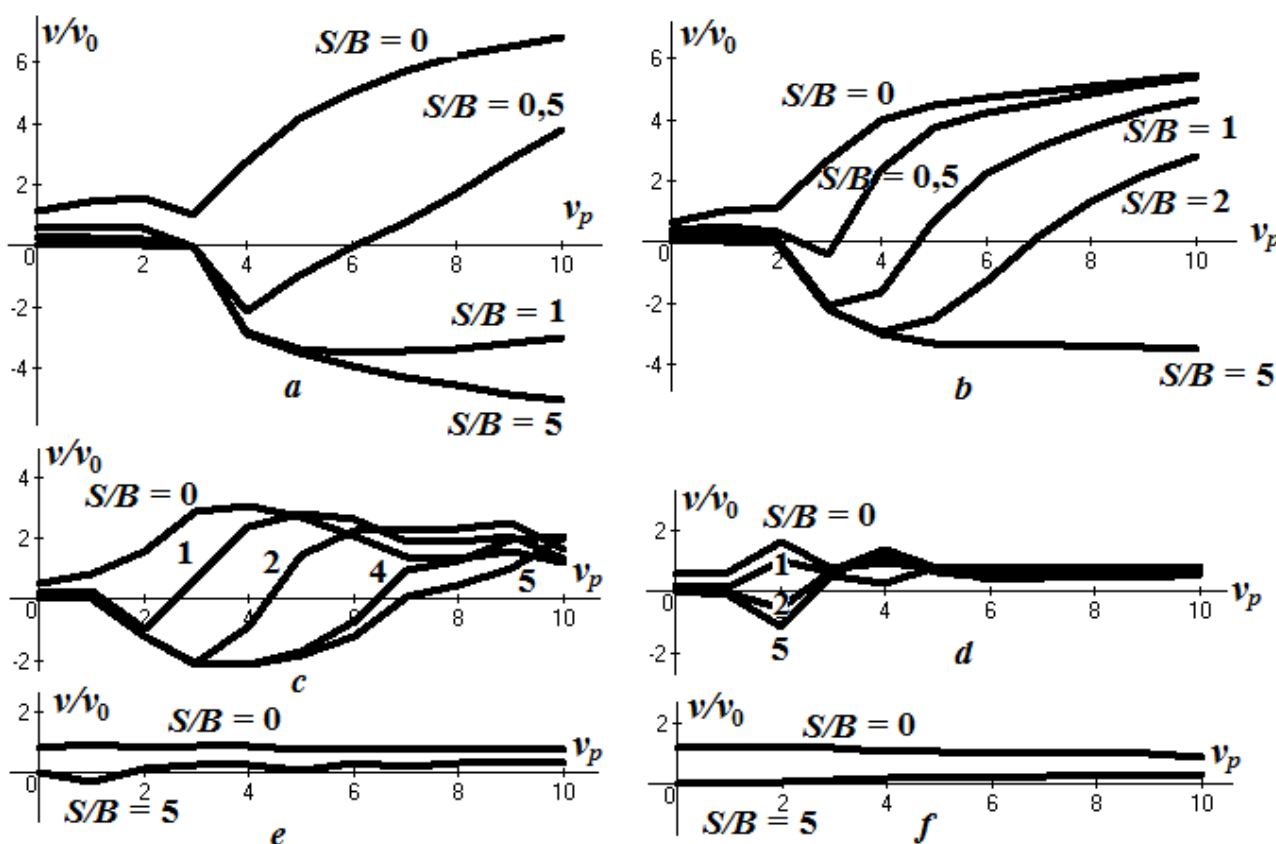 v/v0
S/B = 0
S/B = 0,5
6
4
2
0
-2
-4
2
4
6
8
10
vp
S/B = 1
S/B = 5
a
v/v0
S/B = 0
S/B = 0,5
S/B = 1
S/B = 2
6
4
2
0
-2
-4
2
4
6
8
10
vp
S/B = 5
b
v/v0
S/B = 0
4
2
0
-2
1
2
4
5
2
4
6
8
10
vp
c
v/v0
S/B = 0
2
0
-2
1
2
5
2
4
6
8
10
vp
d
v/v0
S/B = 0
2
0
2
4
6
8
10
vp
S/B = 5
e
v/v0
S/B = 0
2
0
2
4
6
8
10
vp
S/B = 5
f